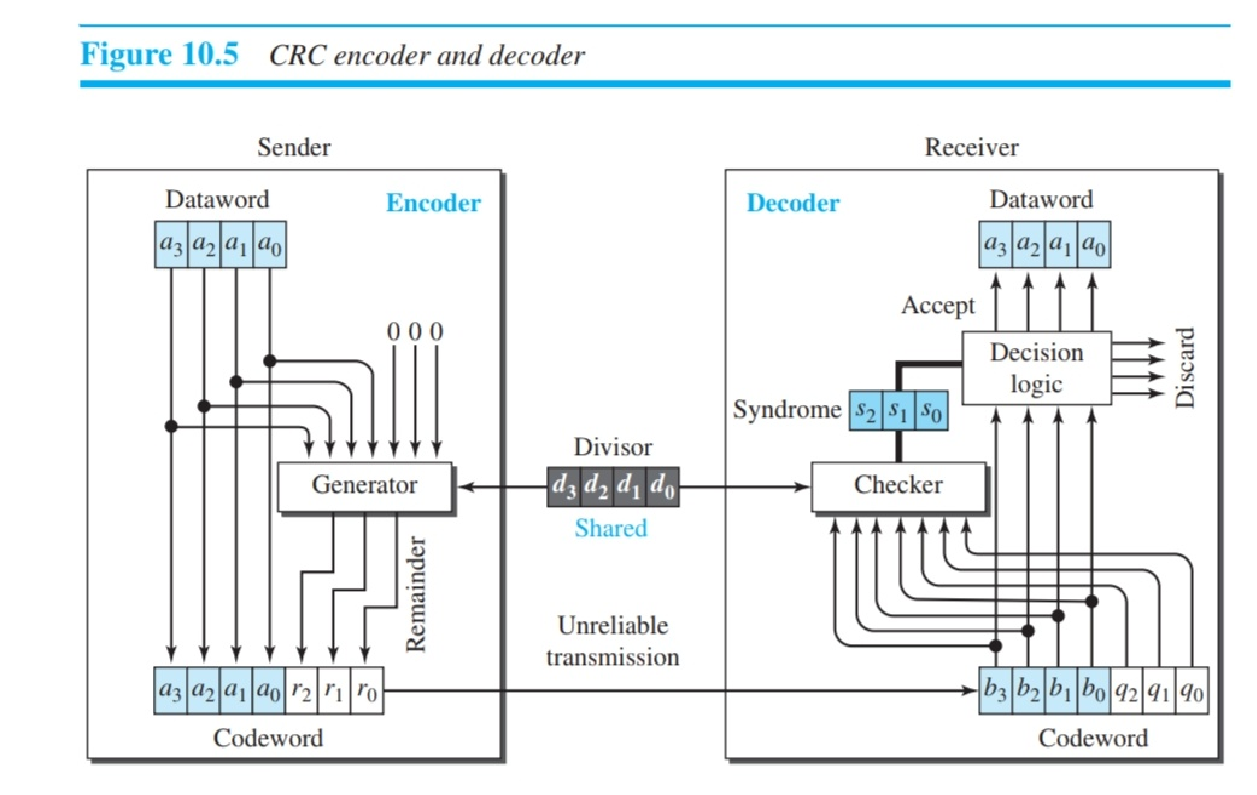 Figure 10.5 CRC encoder and decoder
Sender
Receiver
Dataword
Encoder
Decoder
Dataword
a3 a2 a1 a0
a3 a2 a1 a0
Accept
0 0 0
Decision
logic
Discard
Syndrome s2 s1 s0
Divisor
Generator
d3 d2 d1 d0
Checker
Shared
Remainder
Unreliable
transmission
a3 a2 a1 a0 r2 r1 r0
b3 b2 b1 b0 q2 q1 q0
Codeword
Codeword